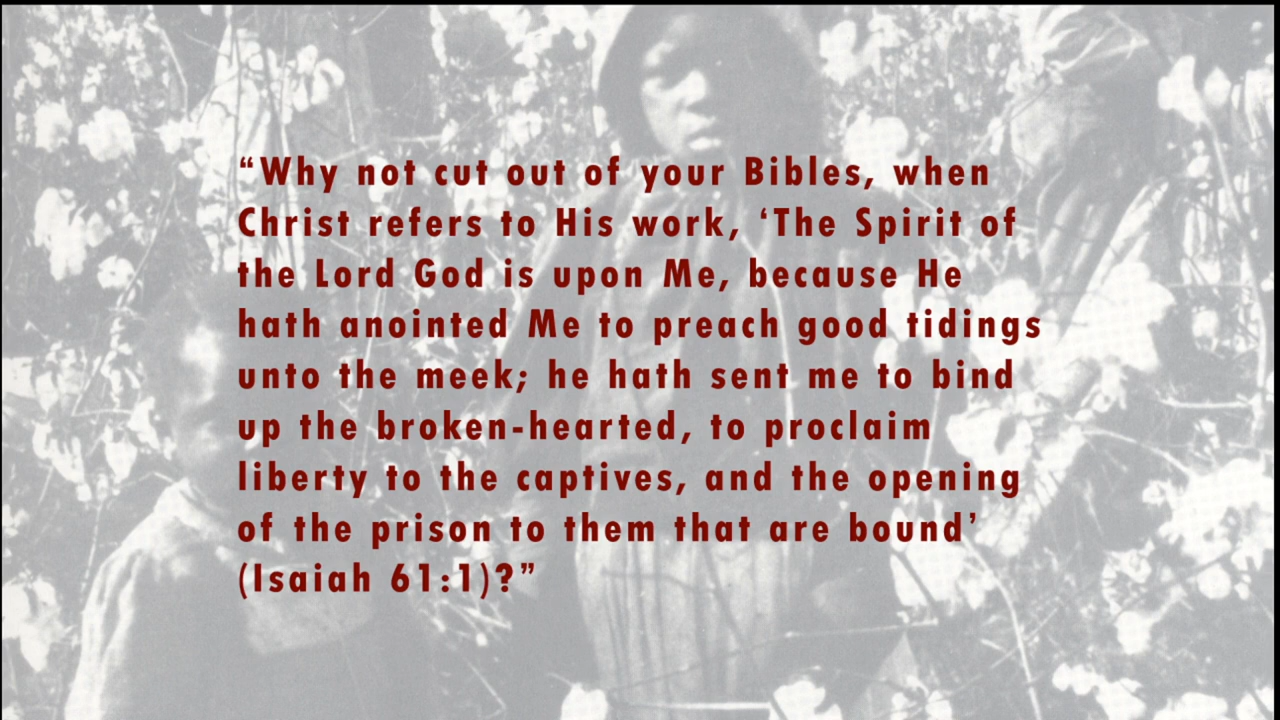 “Why not cut out of your Bibles, when
Christ refers to His work, ‘The Spirit of
the Lord God is upon Me, because He
hath anointed Me to preach good tidings
unto the meek; he hath sent me to bind
up the broken-hearted, to proclaim
liberty to the captives, and the opening
of the prison to them that are bound’
(Isaiah 61:1)?”